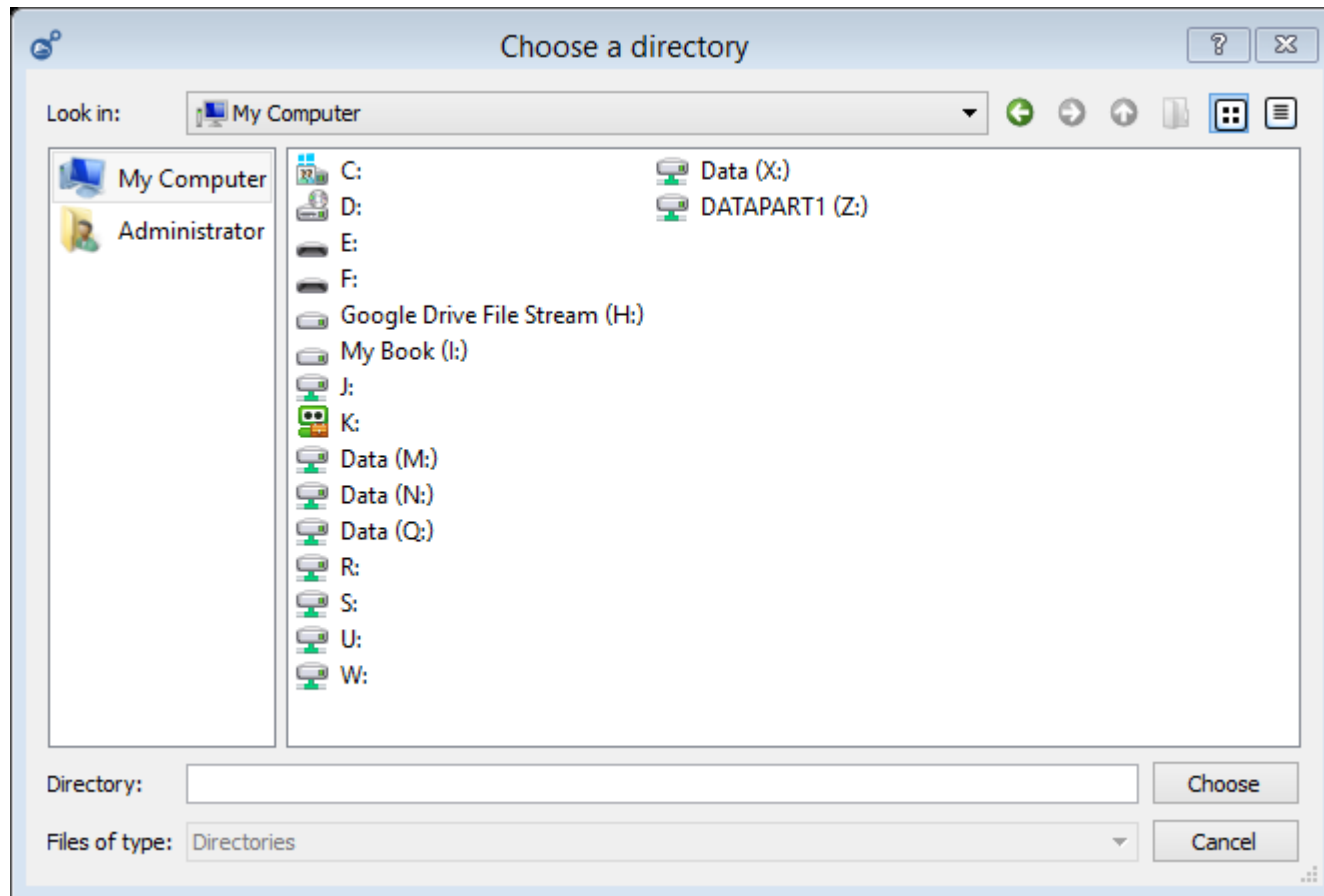 Choose a directory
Look in: My Computer
My Computer
Administrator
C:
D:
E:
F:
Google Drive File Stream (H:)
My Book (I:)
J:
K:
Data (M:)
Data (N:)
Data (Q:)
R:
S:
U:
W:
Data (X:)
DATAPART1 (Z:)
Directory:
Choose
Files of type: Directories
Cancel